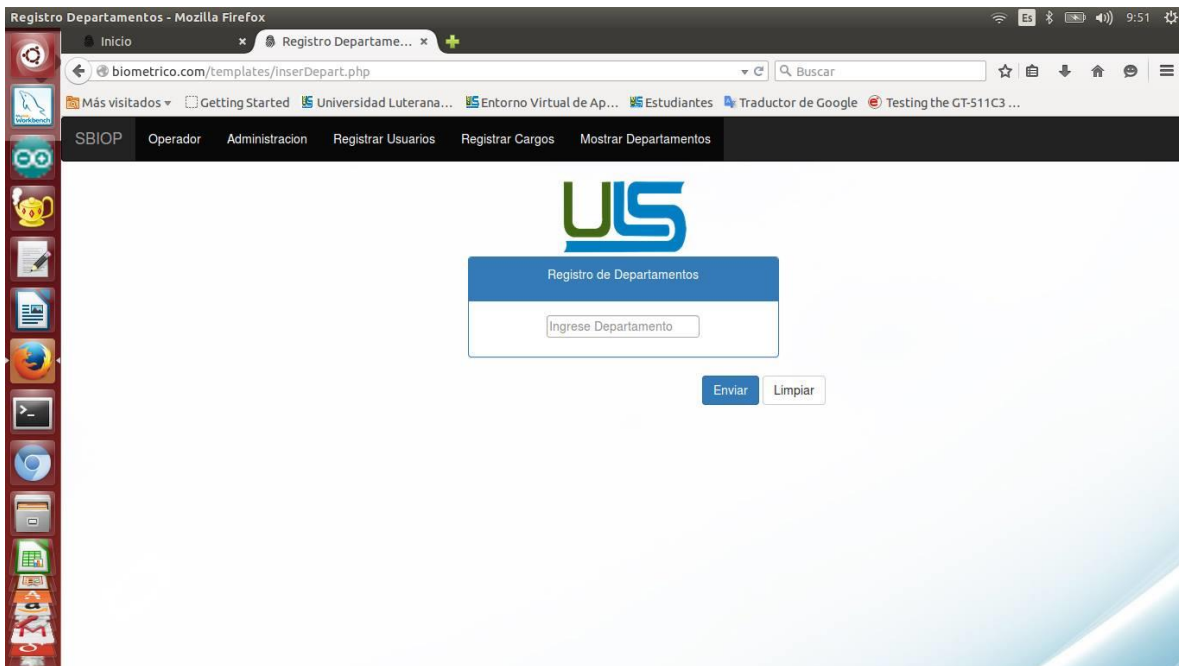 Registro Departamentos - Mozilla Firefox
Es
9:51
Inicio
Registro Departame...
biometrico.com/templates/inserDepart.php
Buscar
Más visitados
Getting Started
Universidad Luterana...
Entorno Virtual de Ap...
Estudiantes
Traductor de Google
Testing the GT-511C3 ...
SBIOP
Operador
Administracion
Registrar Usuarios
Registrar Cargos
Mostrar Departamentos
ULS
Registro de Departamentos
Ingrese Departamento
Enviar
Limpiar
Workbench